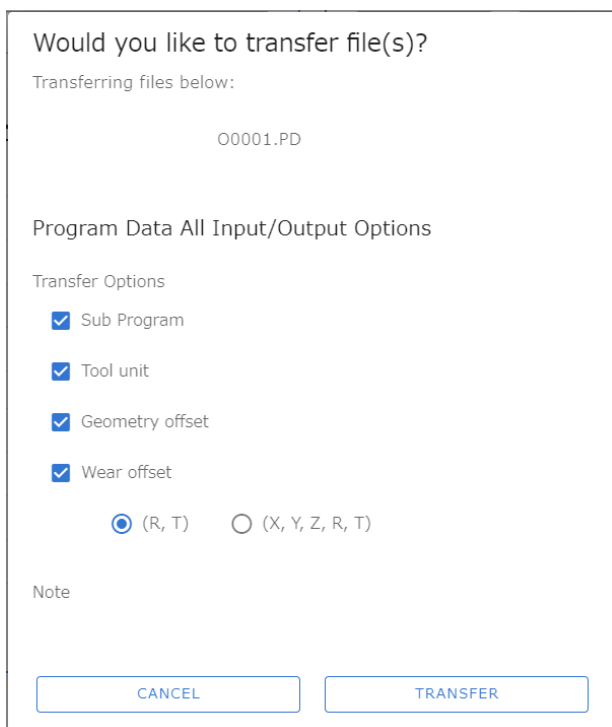 Would you like to transfer file(s)?
Transferring files below:
O0001.PD
Program Data All Input/Output Options
Transfer Options
Sub Program
Tool unit
Geometry offset
Wear offset
(R, T) (X, Y, Z, R, T)
Note
CANCEL TRANSFER